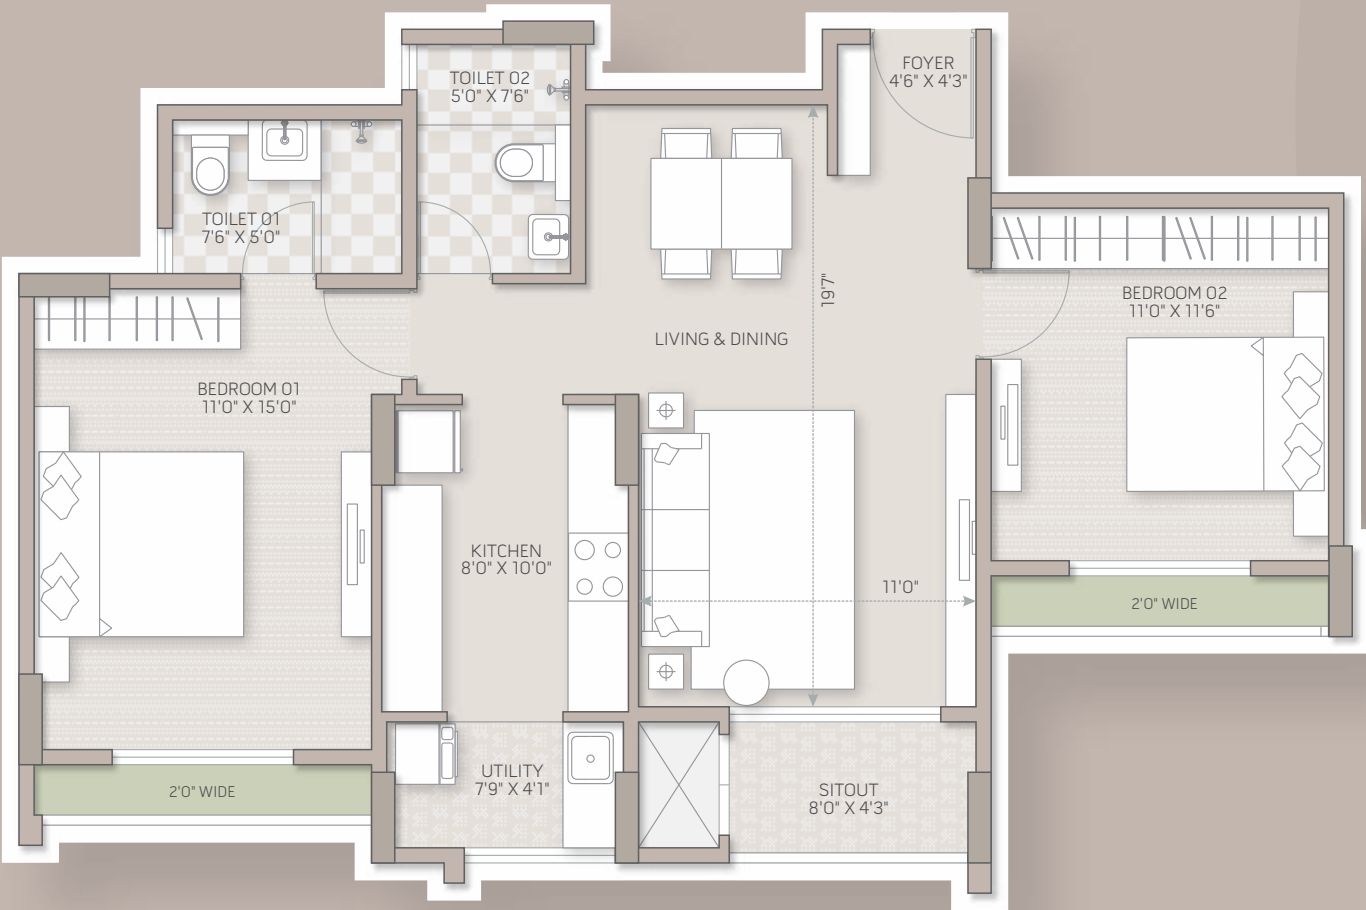 FOYER
4'6" X 4'3"
TOILET 02
5'0" X 7'6"
TOILET 01
7'6" X 5'0"
19'7"
BEDROOM 02
11'0" X 11'6"
LIVING & DINING
BEDROOM 01
11'0" X 15'0"
KITCHEN
8'0" X 10'0"
11'0"
2'0" WIDE
UTILITY
7'9" X 4'1"
2'0" WIDE
SITOUT
8'0" X 4'3"